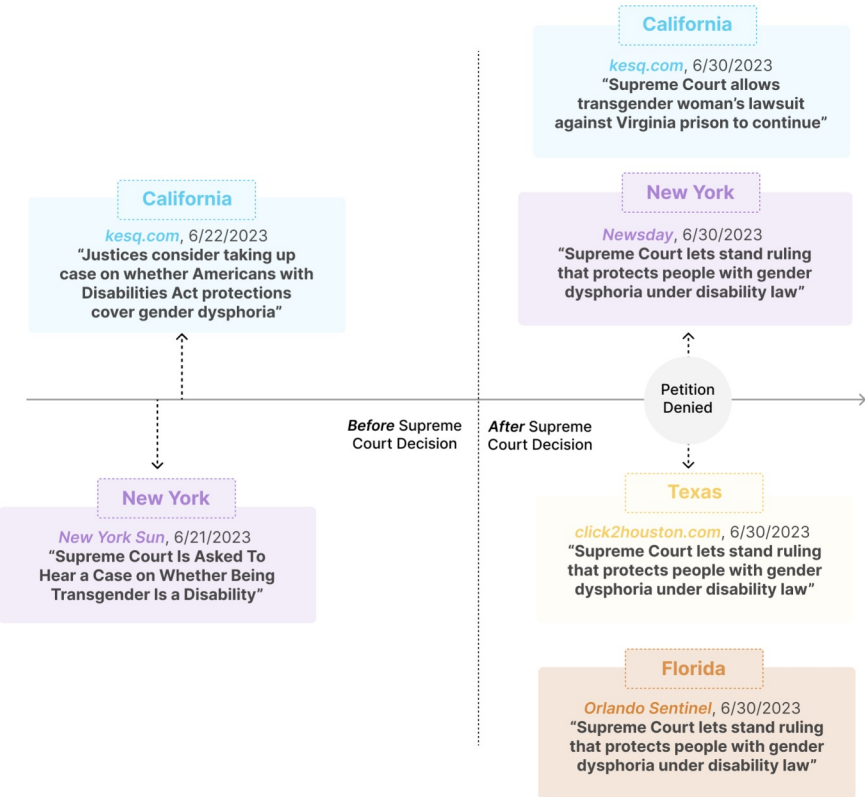 California
kesq.com, 6/30/2023
“Supreme Court allows
transgender woman’s lawsuit
against Virginia prison to continue”
California
kesq.com, 6/22/2023
“Justices consider taking up
case on whether Americans with
Disabilities Act protections
cover gender dysphoria”
New York
Newsday, 6/30/2023
“Supreme Court lets stand ruling
that protects people with gender
dysphoria under disability law”
Petition
Denied
Before Supreme
Court Decision
After Supreme
Court Decision
New York
New York Sun, 6/21/2023
“Supreme Court Is Asked To
Hear a Case on Whether Being
Transgender Is a Disability”
Texas
click2houston.com, 6/30/2023
“Supreme Court lets stand ruling
that protects people with gender
dysphoria under disability law”
Florida
Orlando Sentinel, 6/30/2023
“Supreme Court lets stand ruling
that protects people with gender
dysphoria under disability law”